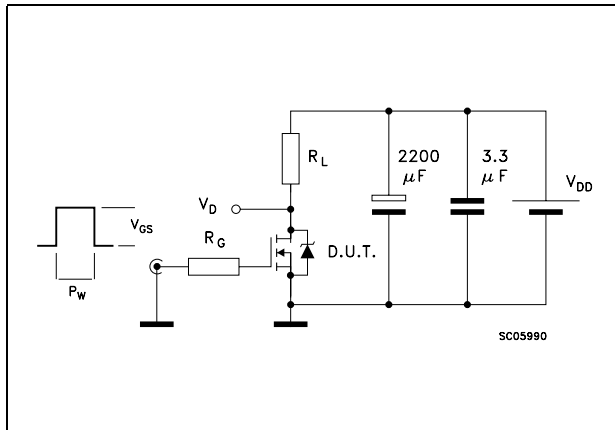 R_L
2200
μF
3.3
μF
V_DD
V_D
V_GS
R_G
D.U.T.
P_W
SC05990